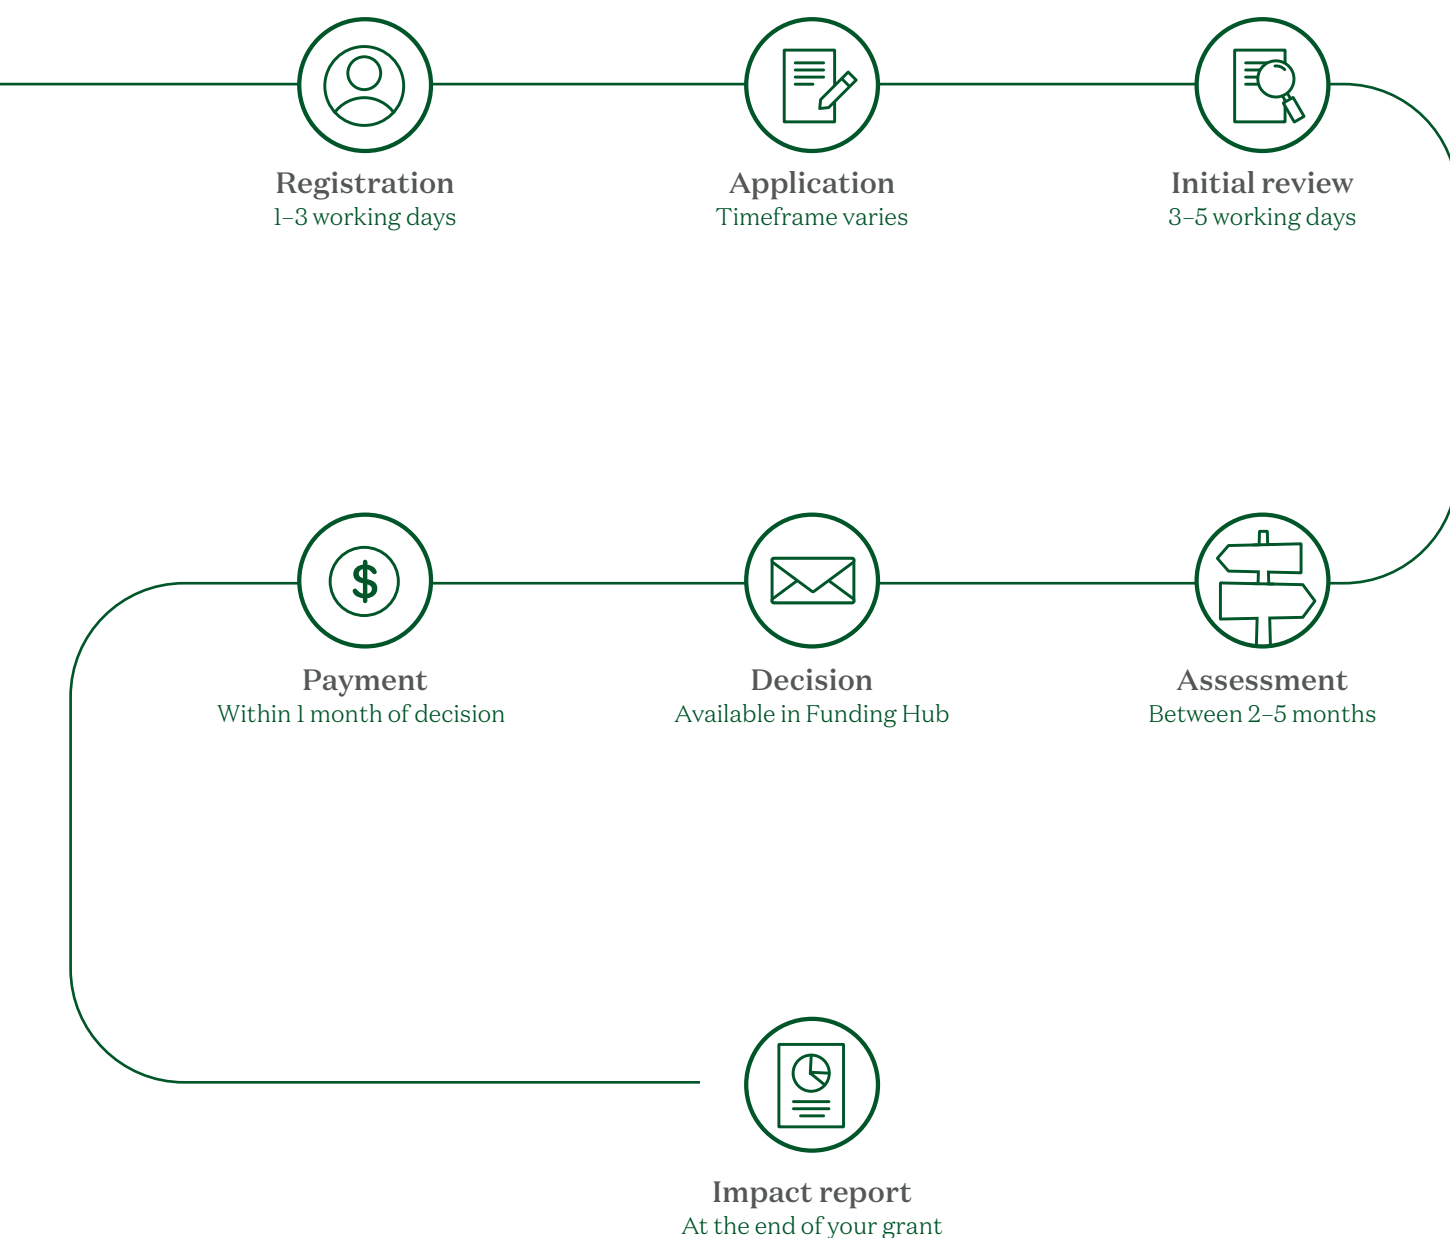 Registration
1–3 working days
Application
Timeframe varies
Initial review
3–5 working days
$
Payment
Within 1 month of decision
Decision
Available in Funding Hub
Assessment
Between 2–5 months
Impact report
At the end of your grant